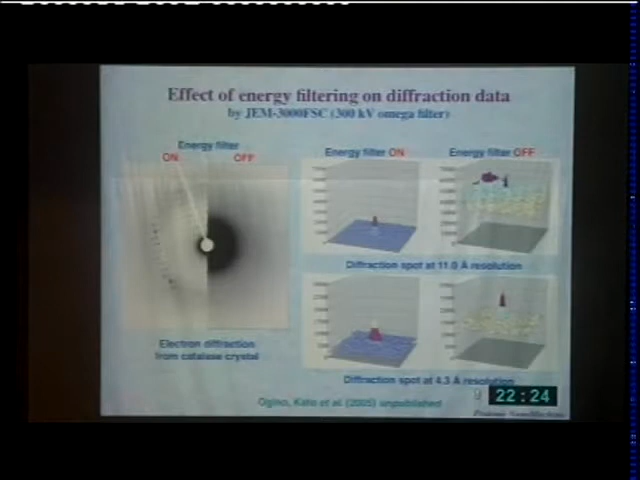 Effect of energy filtering on diffraction data
by JEM-3000FSC (300 kV omega filter)
Energy filter
ON
OFF
Energy filter ON
Energy filter OFF
Diffraction spot at 11.0 Å resolution
Electron diffraction
from catalase crystal
Diffraction spot at 4.3 Å resolution
Ogino, Kato et al. (2005) unpublished
22:24